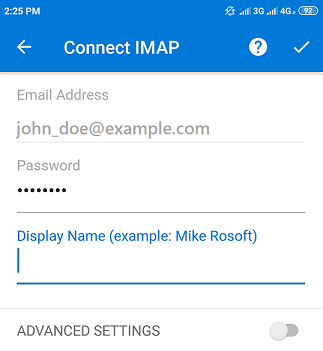 2:25 PM 3G 4G 92
Connect IMAP ?
Email Address
john_doe@example.com
Password
••••••••
Display Name (example: Mike Rosoft)
ADVANCED SETTINGS